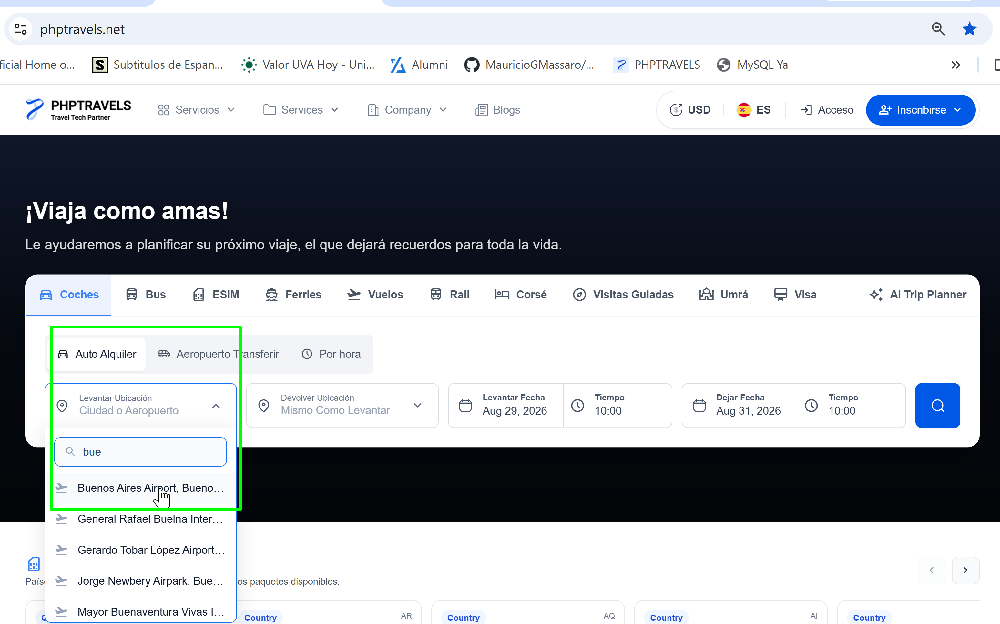 phptravels.net
ficial Home o...
S Subtitulos de Espan...
Valor UVA Hoy - Uni...
Alumni
MauricioGMassaro/...
PHPTRAVELS
MySQL Ya
PHPTRAVELS
Travel Tech Partner
Servicios
Services
Company
Blogs
$ USD
ES
Acceso
Inscribirse
¡Viaja como amas!
Le ayudaremos a planificar su próximo viaje, el que dejará recuerdos para toda la vida.
Coches
Bus
ESIM
Ferries
Vuelos
Rail
Corsé
Visitas Guiadas
Umrá
Visa
AI Trip Planner
Auto Alquiler
Aeropuerto Transferir
Por hora
Levantar Ubicación
Ciudad o Aeropuerto
Devolver Ubicación
Mismo Como Levantar
Levantar Fecha
Aug 29, 2026
Tiempo
10:00
Dejar Fecha
Aug 31, 2026
Tiempo
10:00
bue
Buenos Aires Airport, Bueno...
General Rafael Buelna Inter...
Gerardo Tobar López Airport...
Jorge Newbery Airpark, Bue...
Mayor Buenaventura Vivas I...
País
os paquetes disponibles.
Country
AR
Country
AQ
Country
AI
Country